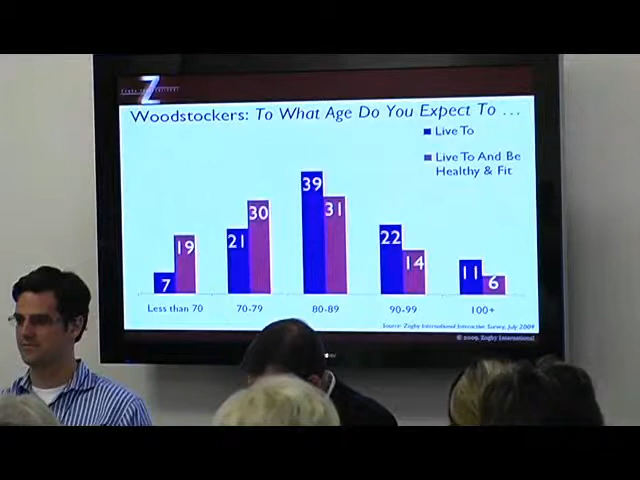 Z
Woodstockers: To What Age Do You Expect To ...
Live To
Live To And Be
Healthy & Fit
39
31
30
21
22
19
14
11
7
6
Less than 70
70-79
80-89
90-99
100+
Source: Zogby International Interactive Survey, July 2009
© 2009, Zogby International